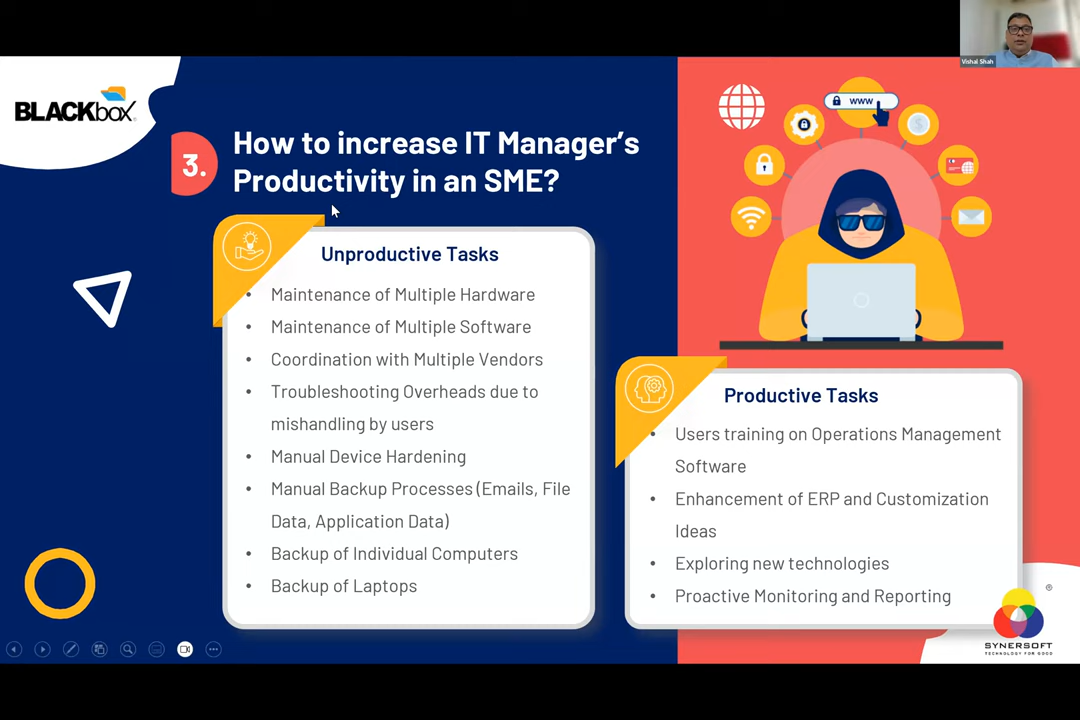 Vishal Shah
BLACKbox
www
3.
How to increase IT Manager's
Productivity in an SME?
Unproductive Tasks
• Maintenance of Multiple Hardware
• Maintenance of Multiple Software
• Coordination with Multiple Vendors
• Troubleshooting Overheads due to
mishandling by users
• Manual Device Hardening
• Manual Backup Processes (Emails, File
Data, Application Data)
• Backup of Individual Computers
• Backup of Laptops
Productive Tasks
• Users training on Operations Management
Software
• Enhancement of ERP and Customization
Ideas
• Exploring new technologies
• Proactive Monitoring and Reporting
®
SYNERSOFT
TECHNOLOGY FOR GOOD